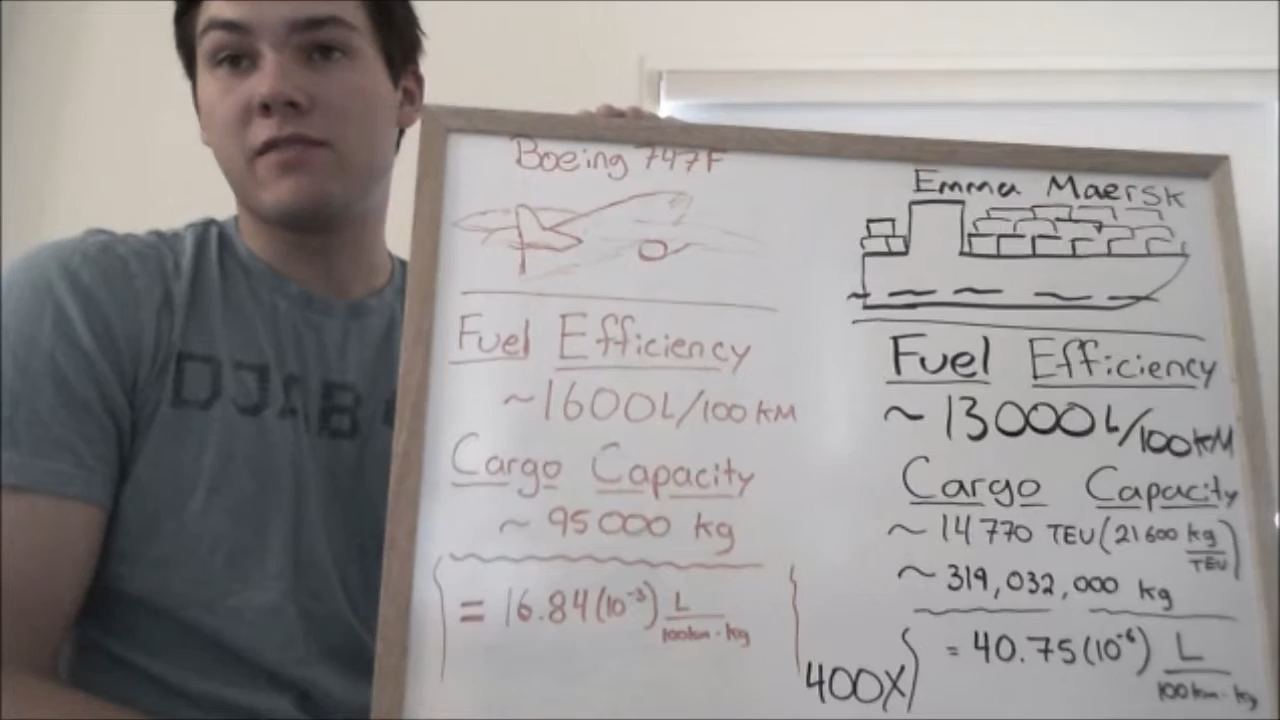 Boeing 747F
Fuel Efficiency
~1600L/100KM
Cargo Capacity
~ 95000 kg
= 16.84(10⁻³) L/100km·kg
Emma Maersk
Fuel Efficiency
~ 13000L/100KM
Cargo Capacity
~ 14770 TEU (21600 kg/TEU)
~ 319,032,000 kg
= 40.75(10⁻⁶) L/100km·kg
400X